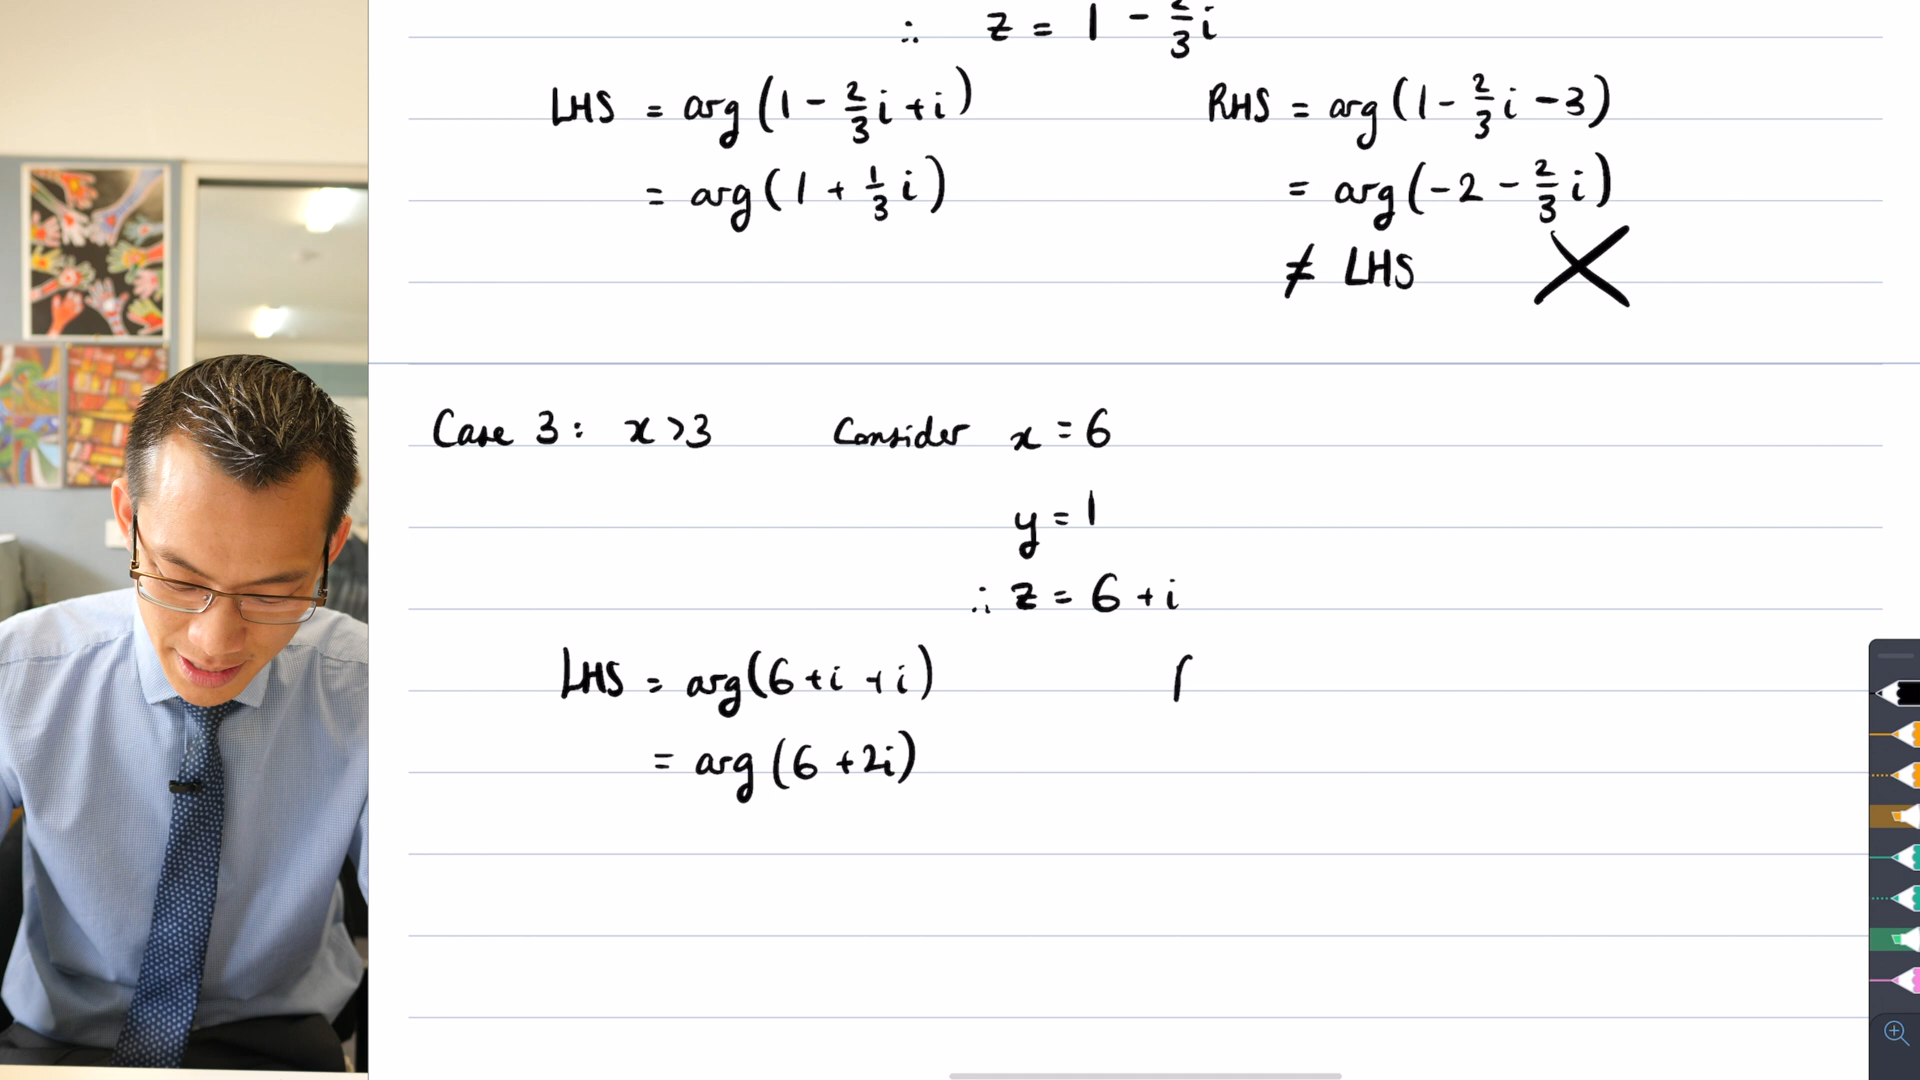 ∴ z = 1 - 2/3 i
LHS = arg(1 - 2/3 i + i)
RHS = arg(1 - 2/3 i - 3)
= arg(1 + 1/3 i)
= arg(-2 - 2/3 i)
≠ LHS
Case 3: x > 3 Consider x = 6
y = 1
∴ z = 6 + i
LHS = arg(6 + i + i)
= arg(6 + 2i)